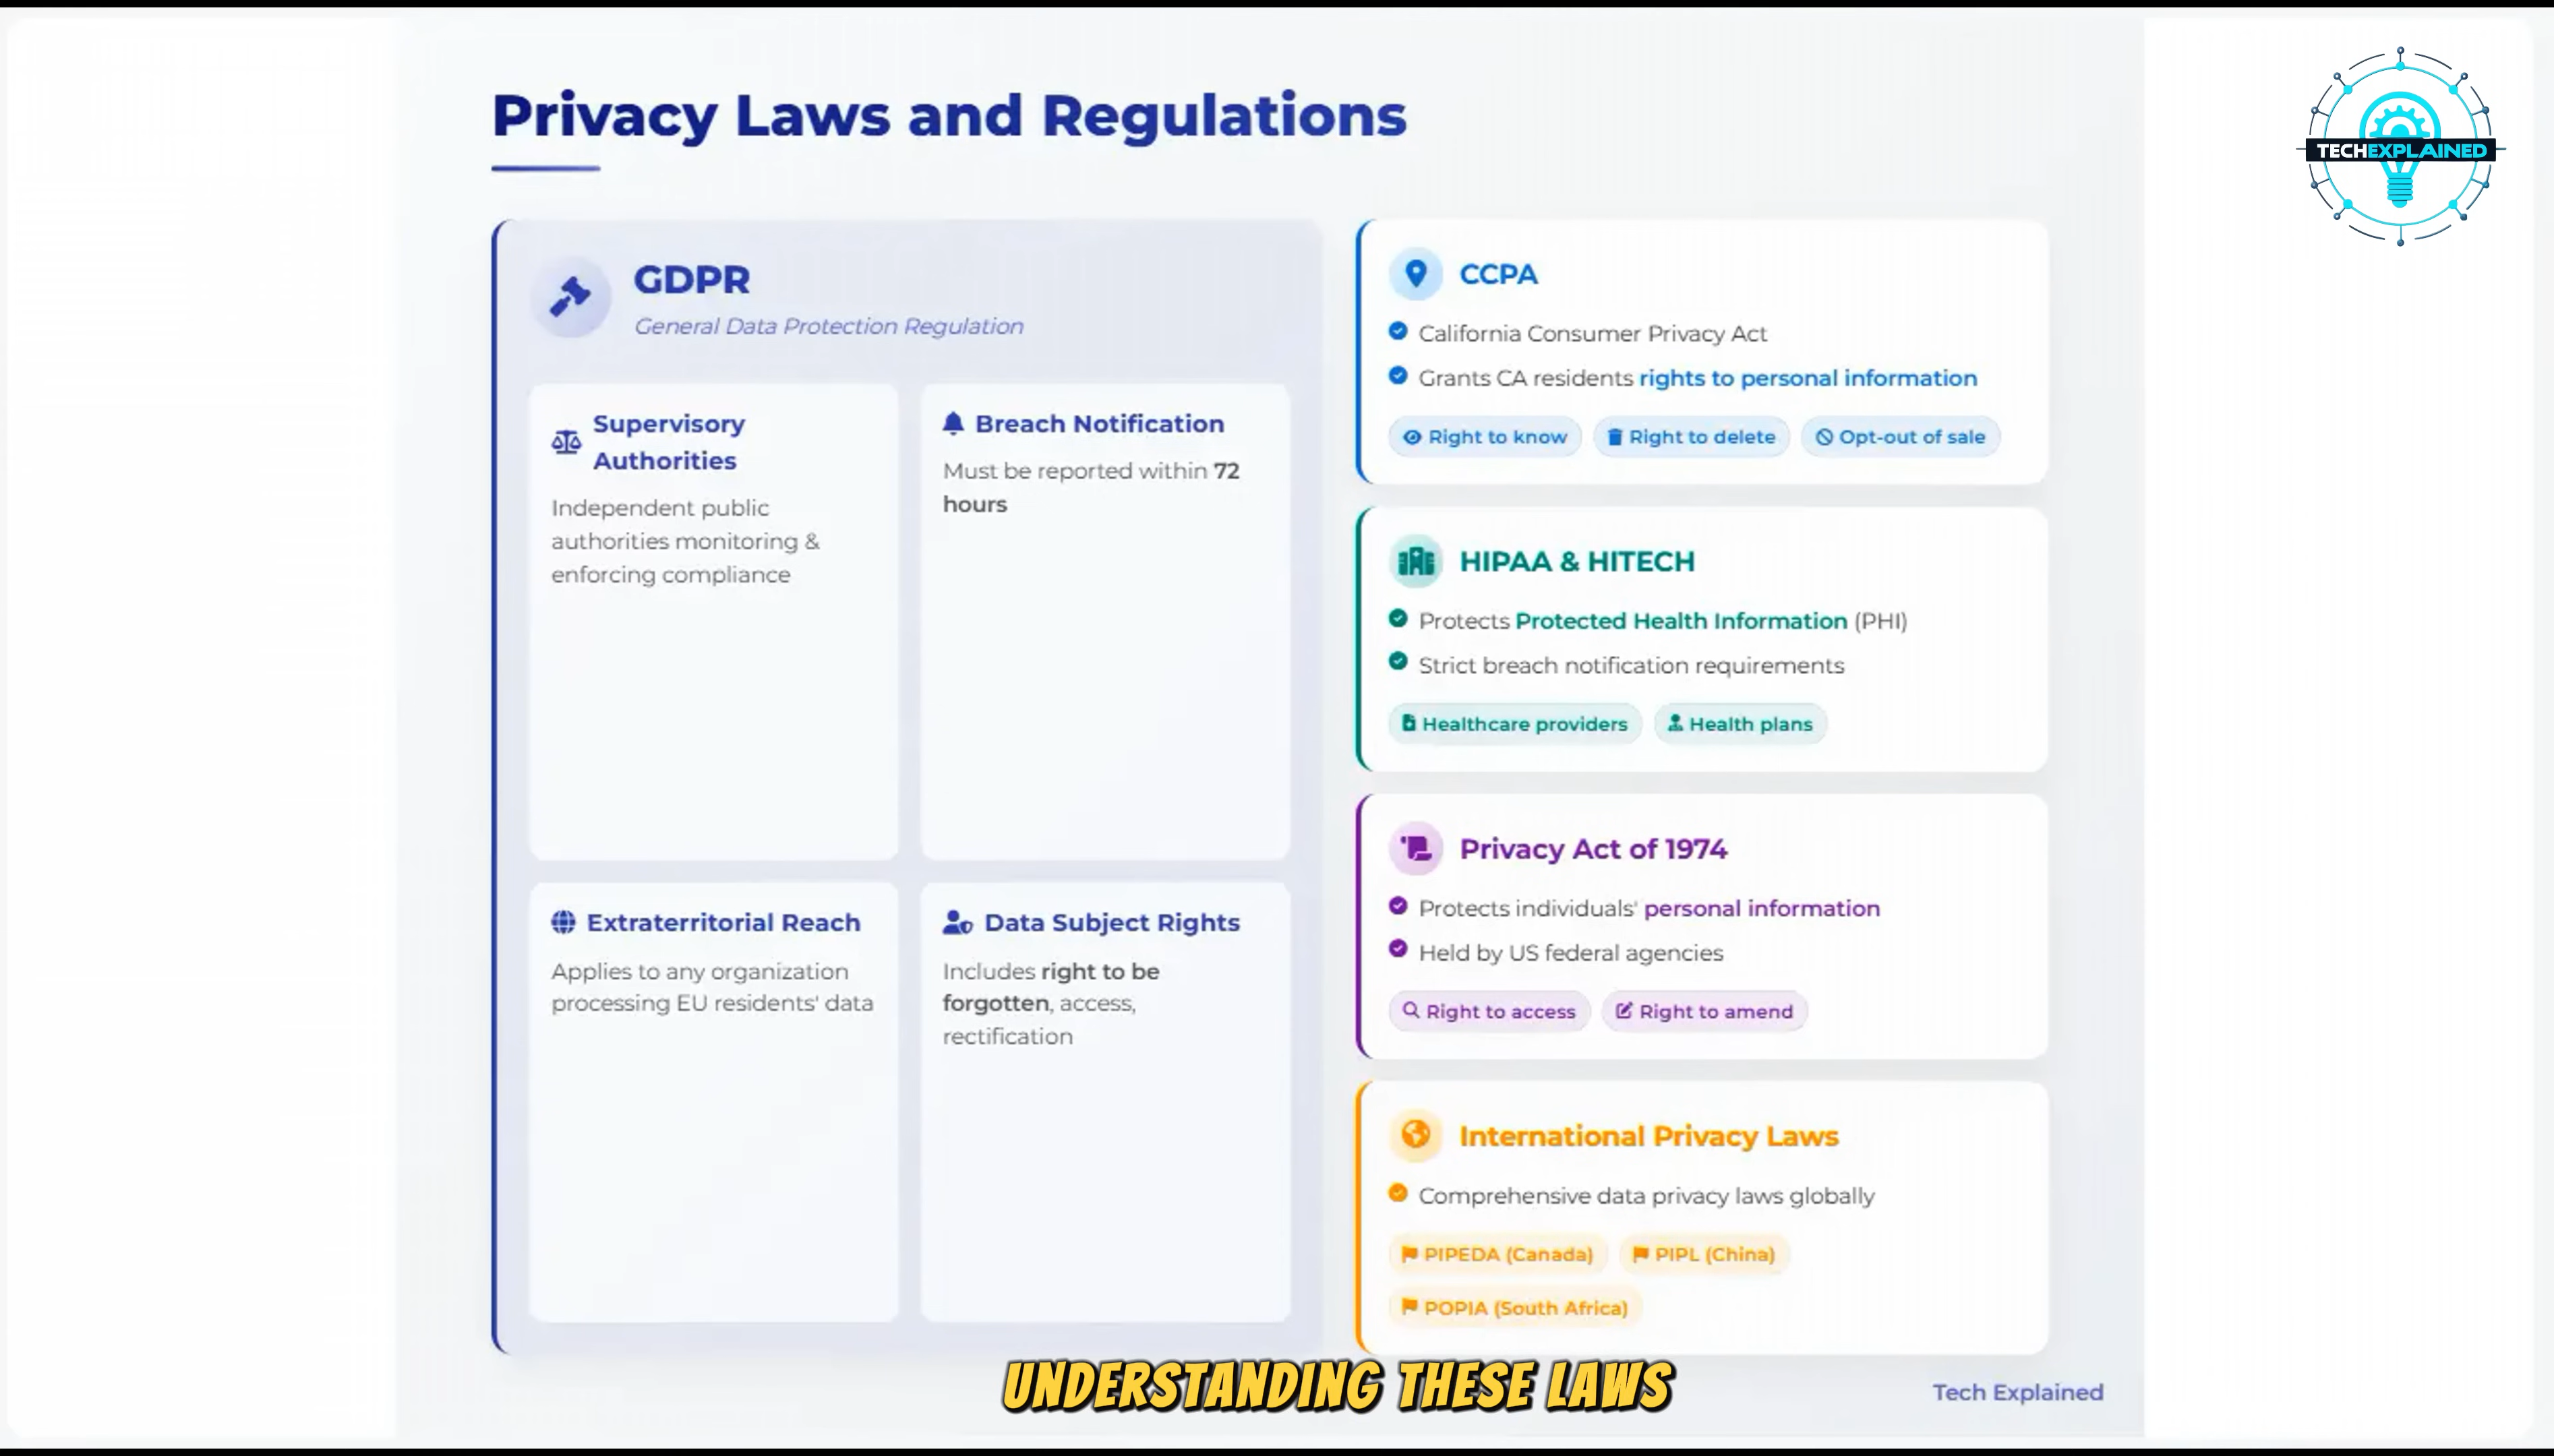 Privacy Laws and Regulations
TECHEXPLAINED
GDPR
General Data Protection Regulation
Supervisory
Authorities
Independent public
authorities monitoring &
enforcing compliance
Breach Notification
Must be reported within 72
hours
Extraterritorial Reach
Applies to any organization
processing EU residents' data
Data Subject Rights
Includes right to be
forgotten, access,
rectification
CCPA
California Consumer Privacy Act
Grants CA residents rights to personal information
Right to know Right to delete Opt-out of sale
HIPAA & HITECH
Protects Protected Health Information (PHI)
Strict breach notification requirements
Healthcare providers Health plans
Privacy Act of 1974
Protects individuals' personal information
Held by US federal agencies
Right to access Right to amend
International Privacy Laws
Comprehensive data privacy laws globally
PIPEDA (Canada) PIPL (China)
POPIA (South Africa)
UNDERSTANDING THESE LAWS
Tech Explained